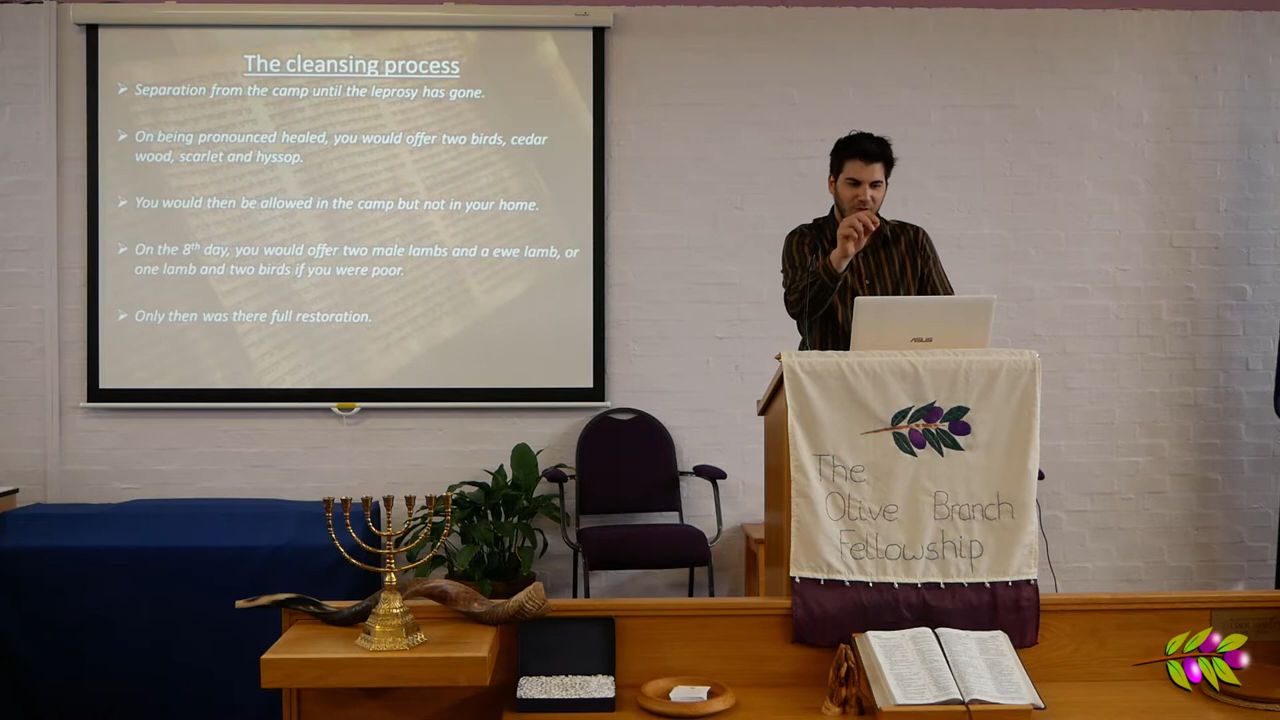 The cleansing process
➢ Separation from the camp until the leprosy has gone.
➢ On being pronounced healed, you would offer two birds, cedar
wood, scarlet and hyssop.
➢ You would then be allowed in the camp but not in your home.
➢ On the 8th day, you would offer two male lambs and a ewe lamb, or
one lamb and two birds if you were poor.
➢ Only then was there full restoration.
ASUS
The
Olive Branch
Fellowship